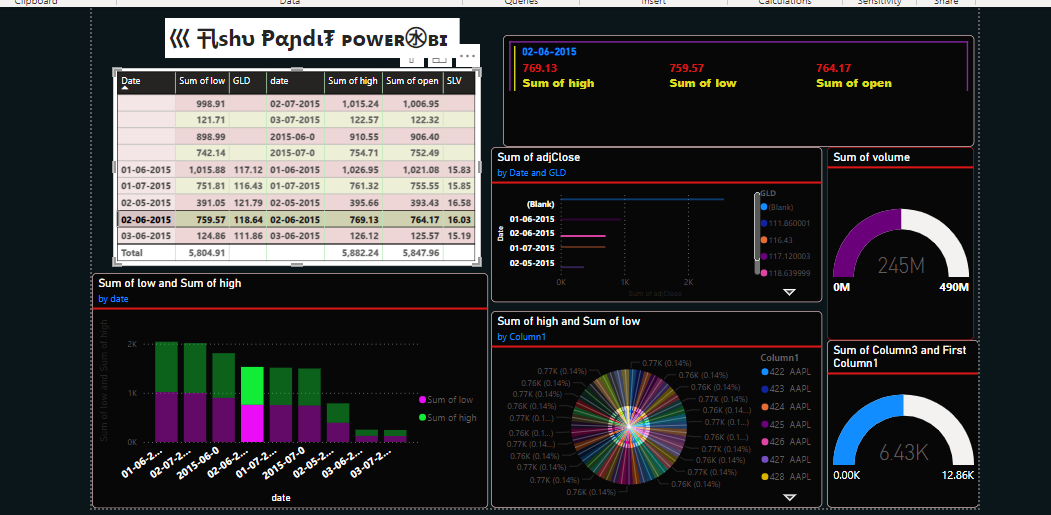 Clipboard Data Queries Insert Calculations Sensitivity Share
Date Sum of low GLD date Sum of high Sum of open SLV
998.91 02-07-2015 1,015.24 1,006.95
121.71 03-07-2015 122.57 122.32
898.99 2015-06-0 910.55 906.40
742.14 2015-07-0 754.71 752.49
01-06-2015 1,015.88 117.12 01-06-2015 1,026.95 1,021.08 15.83
01-07-2015 751.81 116.43 01-07-2015 761.32 755.55 15.85
02-05-2015 391.05 121.79 02-05-2015 395.66 393.43 16.58
02-06-2015 759.57 118.64 02-06-2015 769.13 764.17 16.03
03-06-2015 124.86 111.86 03-06-2015 126.12 125.57 15.19
Total 5,804.91 5,882.24 5,847.96
02-06-2015
769.13 759.57 764.17
Sum of high Sum of low Sum of open
Sum of adjClose
by Date and GLD
Date
(Blank)
01-06-2015
02-06-2015
01-07-2015
02-05-2015
0K 1K 2K
Sum of adjClose
GLD
(Blank)
111.860001
116.43
117.120003
118.639999
Sum of volume
245M
0M 490M
Sum of low and Sum of high
by date
Sum of low and Sum of high
2K
1K
0K
01-06-2... 02-07-2... 2015-06-0 02-06-2... 01-07-2... 2015-07-0 02-05-2... 03-06-2... 03-07-2...
date
Sum of low
Sum of high
Sum of high and Sum of low
by Column1
0.77K (0.14%) 0.77K (0.14%)
0.76K (0.14%) 0.76K (0.14%)
0.77K (0.14%) 0.77K (0.14%)
0.76K (0.14%) 0.76K (0.14...)
0.76K (0.1...) 0.77K (0.1...)
0.76K (0.1...) 0.76K (0.1...)
0.77K (0.14...) 0.76K (0.14%)
0.76K (0.14%) 0.77K (0.14%)
0.77K (0.14%) 0.76K (0.14%)
0.76K (0.14%)
Column1
422 AAPL
423 AAPL
424 AAPL
425 AAPL
426 AAPL
427 AAPL
428 AAPL
Sum of Column3 and First
Column1
6.43K
0.00K 12.86K